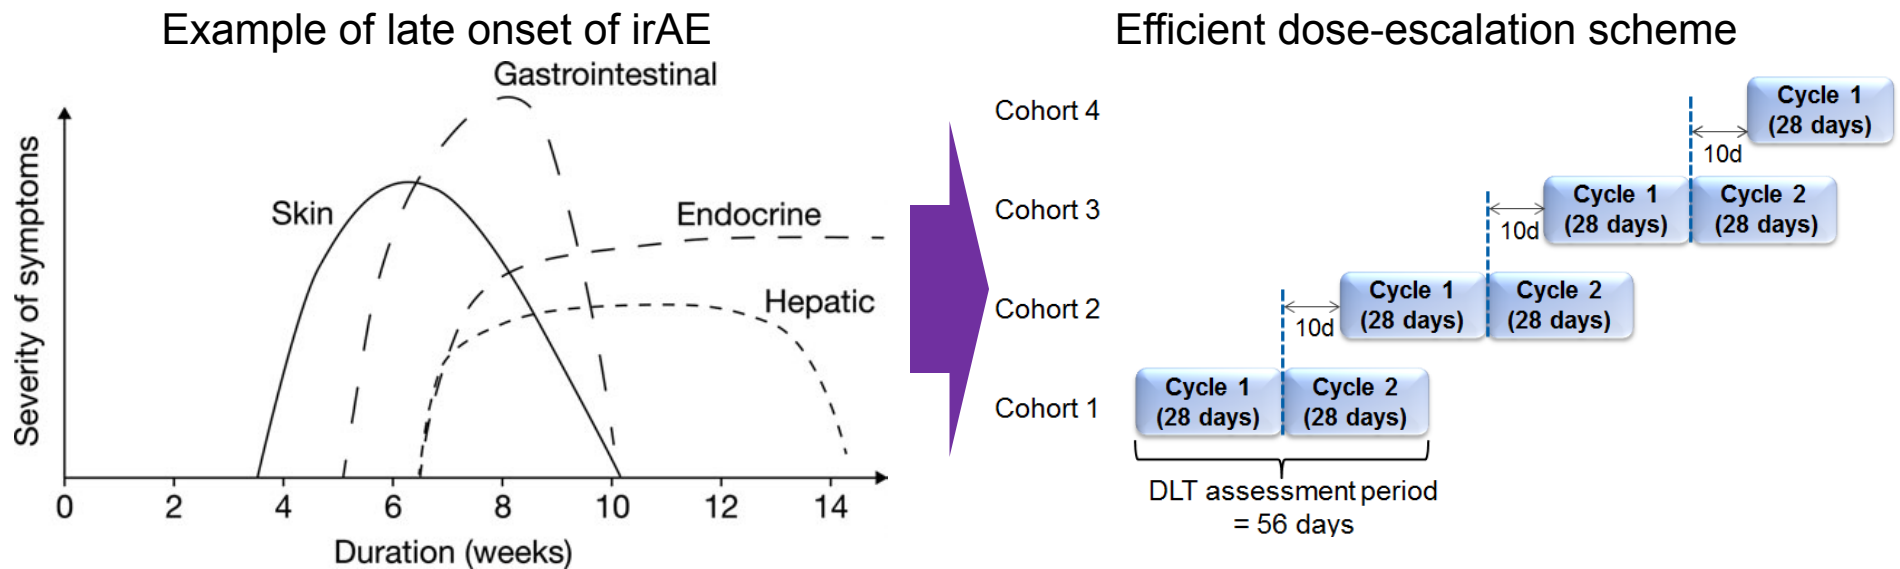 Example of late onset of irAE
Gastrointestinal
Skin
Endocrine
Hepatic
Severity of symptoms
0 2 4 6 8 10 12 14
Duration (weeks)
Efficient dose-escalation scheme
Cohort 4
Cycle 1
(28 days)
10d
Cohort 3
Cycle 1
(28 days)
Cycle 2
(28 days)
10d
Cohort 2
Cycle 1
(28 days)
Cycle 2
(28 days)
10d
Cohort 1
Cycle 1
(28 days)
Cycle 2
(28 days)
DLT assessment period
= 56 days